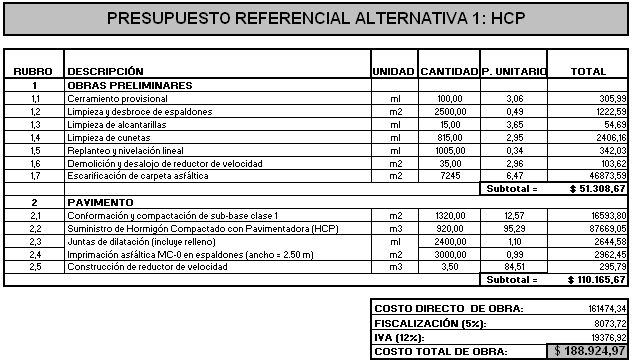 PRESUPUESTO REFERENCIAL ALTERNATIVA 1: HCP
RUBRO DESCRIPCIÓN UNIDAD CANTIDAD P. UNITARIO TOTAL
1 OBRAS PRELIMINARES
1,1 Cerramiento provisional ml 100,00 3,06 305,99
1,2 Limpieza y desbroce de espaldones m2 2500,00 0,49 1222,59
1,3 Limpieza de alcantarillas ml 15,00 3,65 54,69
1,4 Limpieza de cunetas ml 815,00 2,95 2406,16
1,5 Replanteo y nivelación lineal ml 1005,00 0,34 342,03
1,6 Demolición y desalojo de reductor de velocidad m2 35,00 2,96 103,62
1,7 Escarificación de carpeta asfáltica m2 7245 6,47 46873,59
Subtotal = $ 51.308,67
2 PAVIMENTO
2,1 Conformación y compactación de sub-base clase 1 m2 1320,00 12,57 16593,80
2,2 Suministro de Hormigón Compactado con Pavimentadora (HCP) m3 920,00 95,29 87669,05
2,3 Juntas de dilatación (incluye relleno) ml 2400,00 1,10 2644,58
2,4 Imprimación asfáltica MC-0 en espaldones (ancho = 2.50 m) m2 3000,00 0,99 2962,45
2,5 Construcción de reductor de velocidad m3 3,50 84,51 295,79
Subtotal = $ 110.165,67
COSTO DIRECTO DE OBRA: 161474,34
FISCALIZACIÓN (5%): 8073,72
IVA (12%): 19376,92
COSTO TOTAL DE OBRA: $ 188.924,97